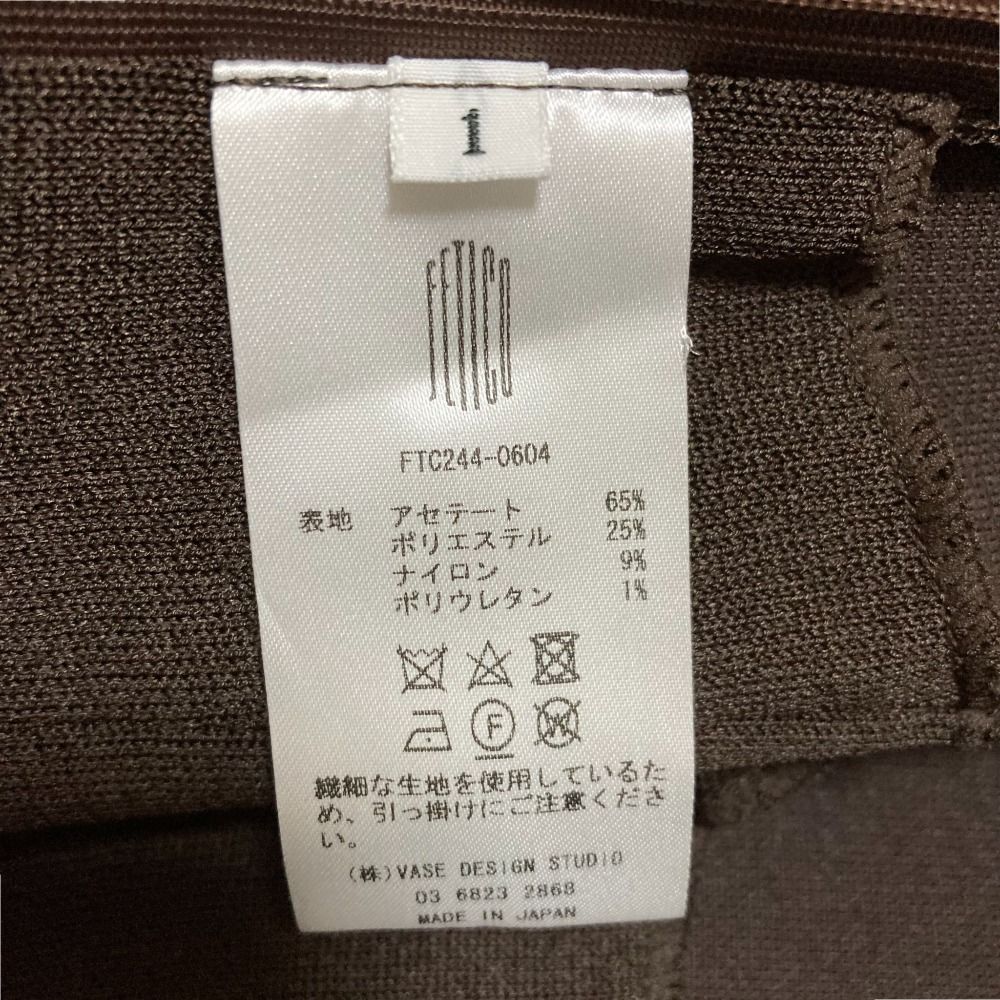 1
FETICO
FTC244-0604
表地 アセテート 65%
ポリエステル 25%
ナイロン 9%
ポリウレタン 1%
F
W
繊細な生地を使用しているた
め、引っ掛けにご注意くださ
い。
(株)VASE DESIGN STUDIO
03 6823 2868
MADE IN JAPAN